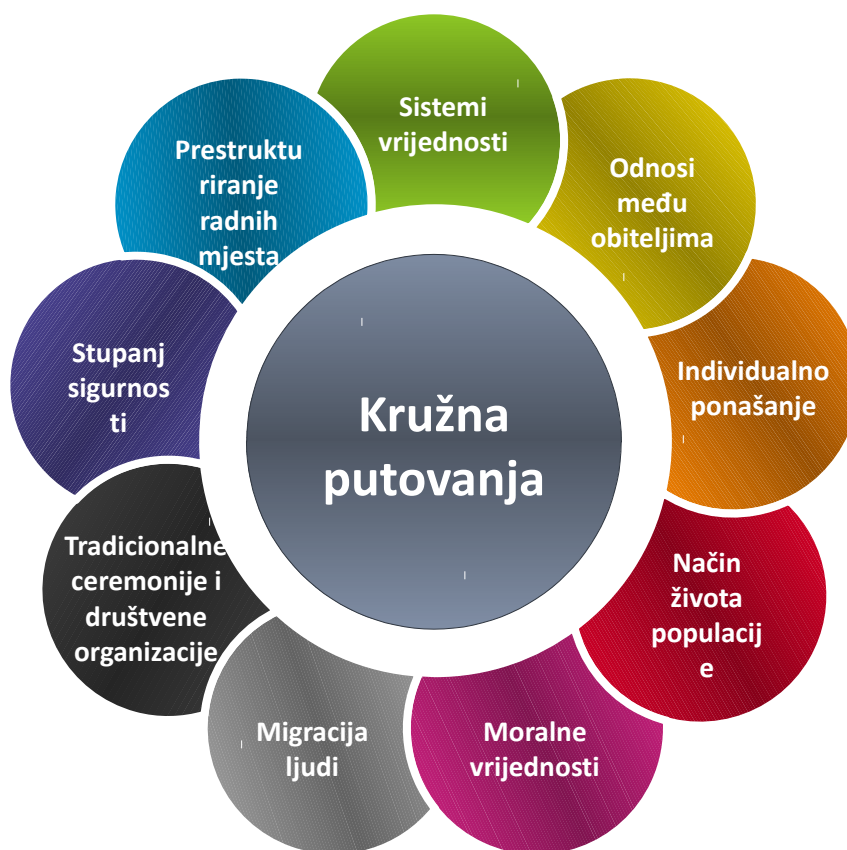 Sistemi
vrijednosti
Odnosi
među
obiteljima
Individualno
ponašanje
Način
života
populacij
e
Moralne
vrijednosti
Migracija
ljudi
Tradicionalne
ceremonije i
društvene
organizacije
Stupanj
sigurnos
ti
Prestruktu
riranje
radnih
mjesta
Kružna
putovanja